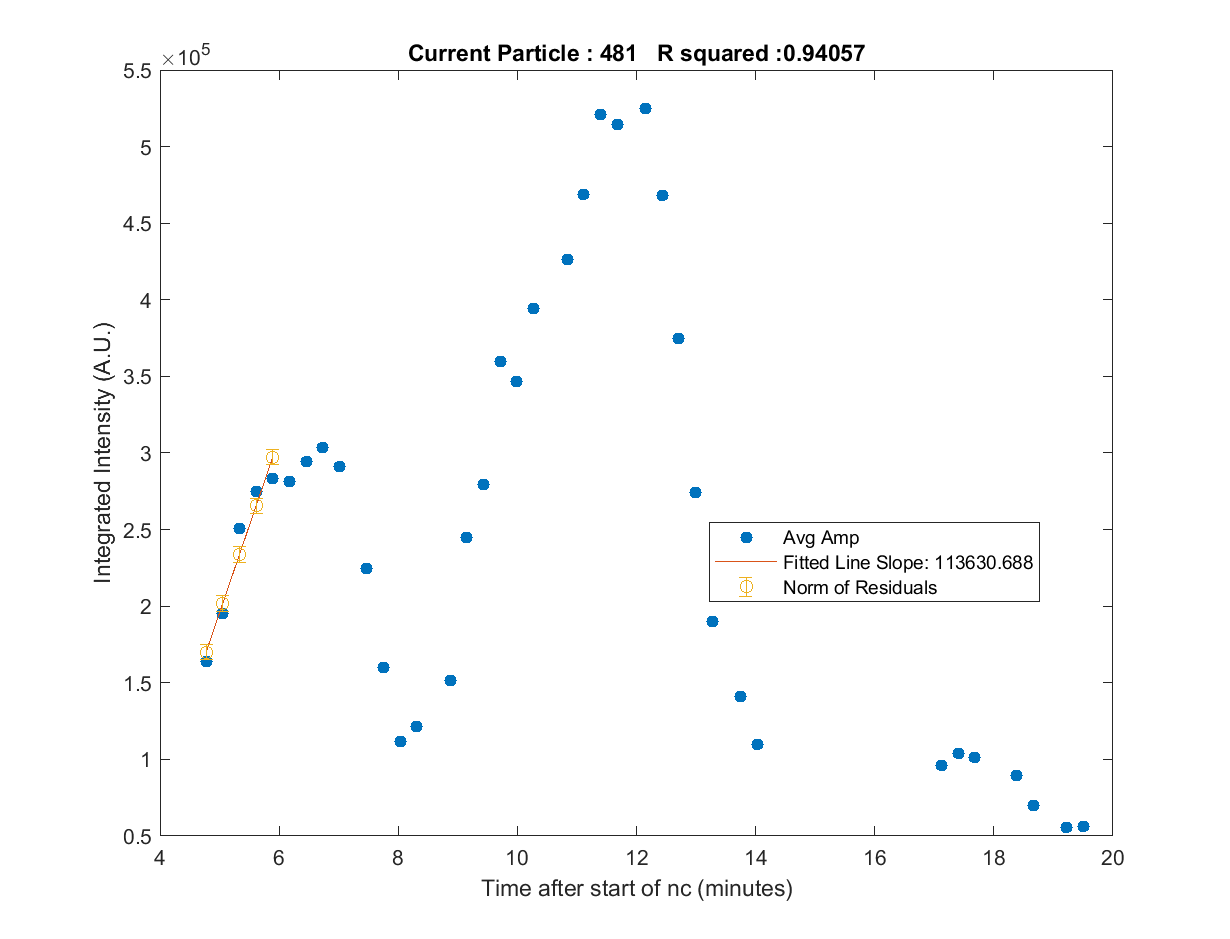 Current Particle : 481 R squared :0.94057
×10^5
5.5
5
4.5
4
3.5
3
2.5
2
1.5
1
0.5
4 6 8 10 12 14 16 18 20
Integrated Intensity (A.U.)
Time after start of nc (minutes)
Avg Amp
Fitted Line Slope: 113630.688
Norm of Residuals